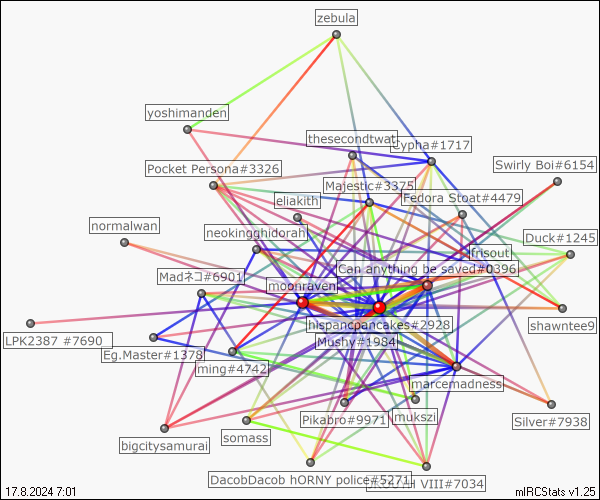 zebula
yoshimanden
thesecondtwat
Cypha#1717
Pocket Persona#3326
Swirly Boi#6154
Majestic#3375
Fedora Stoat#4479
eliakith
normalwan
neokingghidorah
Duck#1245
frisout
Can anything be saved#0396
Madネコ#6901
moonraven
hispancpancakes#2928
shawntee9
LPK2387 #7690
Mushy#1984
Eg.Master#1378
ming#4742
marcemadness
Pikabro#9971
mukszi
Silver#7938
somass
bigcitysamurai
DacobDacob hORNY police#5271
VIII#7034
17.8.2024 7:01
mIRCStats v1.25